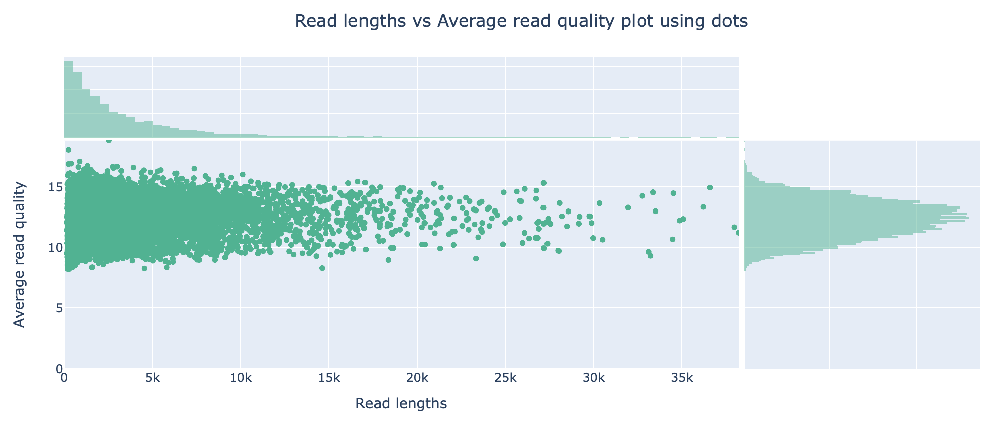 Read lengths vs Average read quality plot using dots
Average read quality
15
10
5
0
0 5k 10k 15k 20k 25k 30k 35k
Read lengths